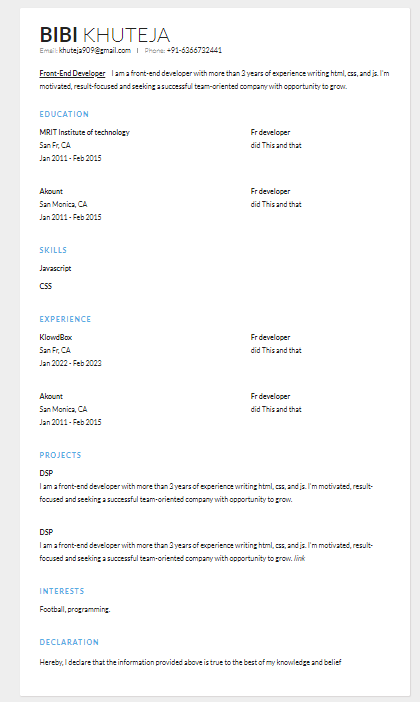 BIBI KHUTEJA
Email: khuteja909@gmail.com | Phone: +91-6366732441
Front-End Developer I am a front-end developer with more than 3 years of experience writing html, css, and js. I'm
motivated, result-focused and seeking a successful team-oriented company with opportunity to grow.
EDUCATION
MRIT Institute of technology Fr developer
San Fr, CA did This and that
Jan 2011 - Feb 2015
Akount Fr developer
San Monica, CA did This and that
Jan 2011 - Feb 2015
SKILLS
Javascript
CSS
EXPERIENCE
KlowdBox Fr developer
San Fr, CA did This and that
Jan 2022 - Feb 2023
Akount Fr developer
San Monica, CA did This and that
Jan 2011 - Feb 2015
PROJECTS
DSP
I am a front-end developer with more than 3 years of experience writing html, css, and js. I'm motivated, result-
focused and seeking a successful team-oriented company with opportunity to grow.
DSP
I am a front-end developer with more than 3 years of experience writing html, css, and js. I'm motivated, result-
focused and seeking a successful team-oriented company with opportunity to grow. link
INTERESTS
Football, programming.
DECLARATION
Hereby, I declare that the information provided above is true to the best of my knowledge and belief